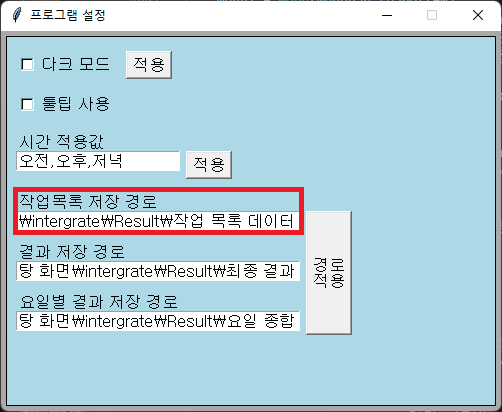 프로그램 설정
다크 모드 적용
툴팁 사용
시간 적용값
오전,오후,저녁 적용
작업목록 저장 경로
₩intergrate₩Result₩작업 목록 데이터
결과 저장 경로
탕 화면₩intergrate₩Result₩최종 결과
요일별 결과 저장 경로
탕 화면₩intergrate₩Result₩요일 종합
경로
적용